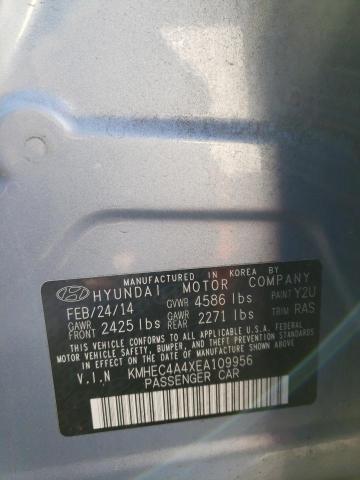 MANUFACTURED IN KOREA BY
HYUNDAI MOTOR COMPANY
FEB/24/14 GVWR 4586 lbs PAINT Y2U
GAWR FRONT 2425 lbs GAWR REAR 2271 lbs TRIM RAS
THIS VEHICLE CONFORMS TO ALL APPLICABLE U.S.A. FEDERAL
MOTOR VEHICLE SAFETY, BUMPER, AND THEFT PREVENTION
STANDARDS IN EFFECT ON THE DATE OF MANUFACTURE SHOWN ABOVE.
V.I.N KMHEC4A4XEA109956
PASSENGER CAR